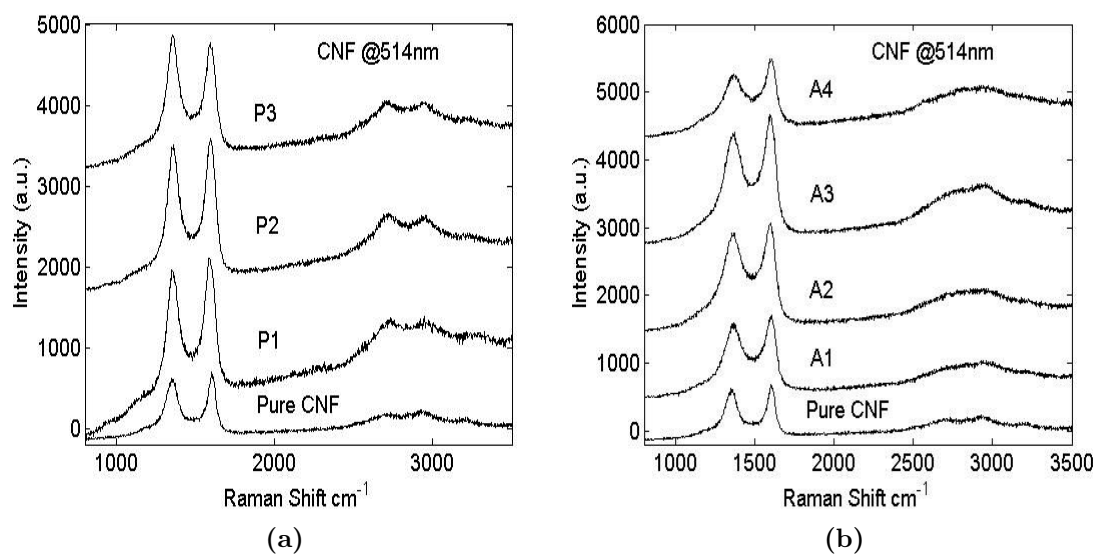 CNF @514nm
P3
P2
P1
Pure CNF
Intensity (a.u.)
5000
4000
3000
2000
1000
0
1000
2000
3000
Raman Shift cm⁻¹
(a)
CNF @514nm
A4
A3
A2
A1
Pure CNF
Intensity (a.u.)
6000
5000
4000
3000
2000
1000
0
1000
1500
2000
2500
3000
3500
Raman Shift cm⁻¹
(b)